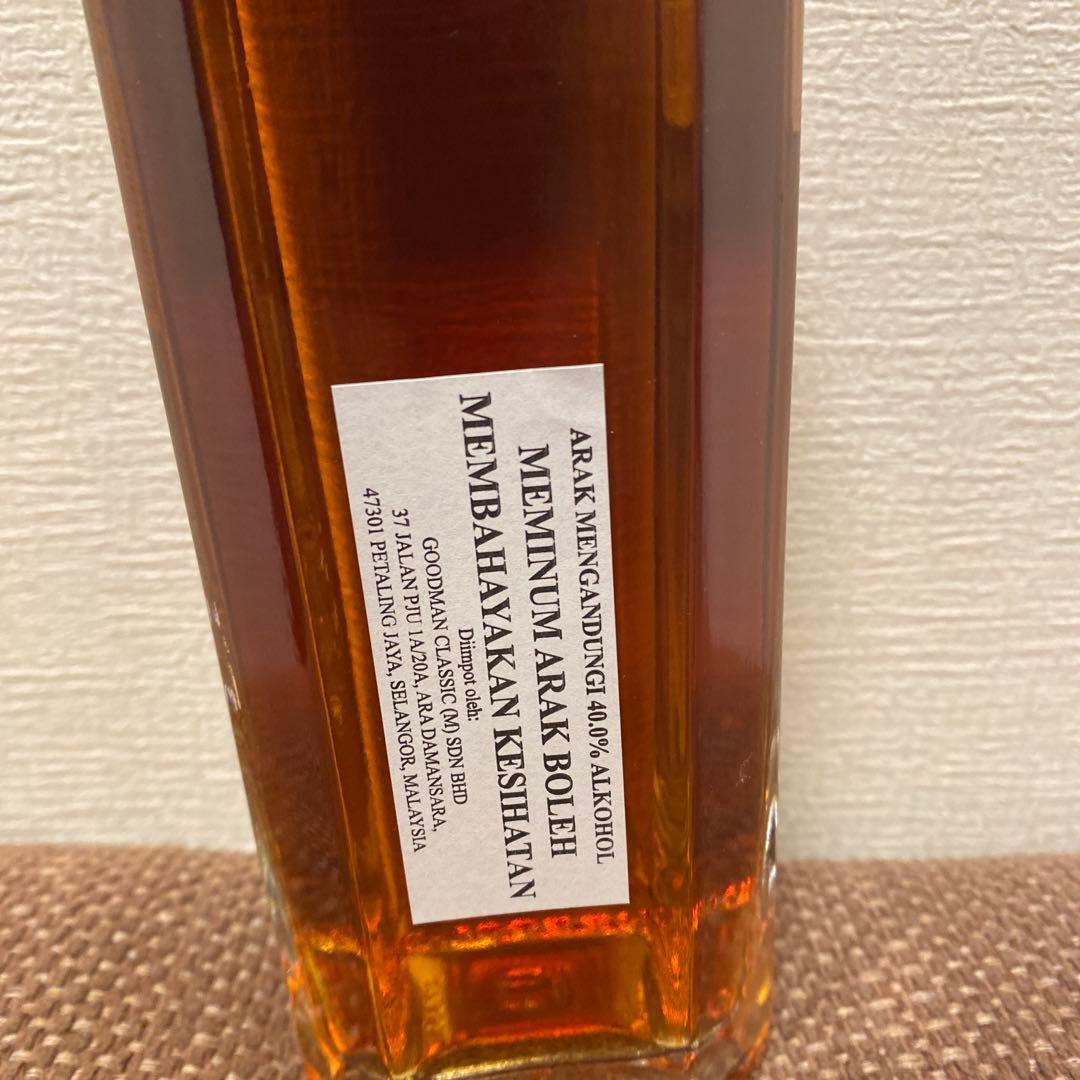 ARAK MENGANDUNGI 40.0% ALKOHOL
MEMINUM ARAK BOLEH
MEMBAHAYAKAN KESIHATAN
Diimpot oleh:
GOODMAN CLASSIC (M) SDN BHD
37 JALAN PJU 1A/20A, ARA DAMANSARA,
47301 PETALING JAYA, SELANGOR, MALAYSIA